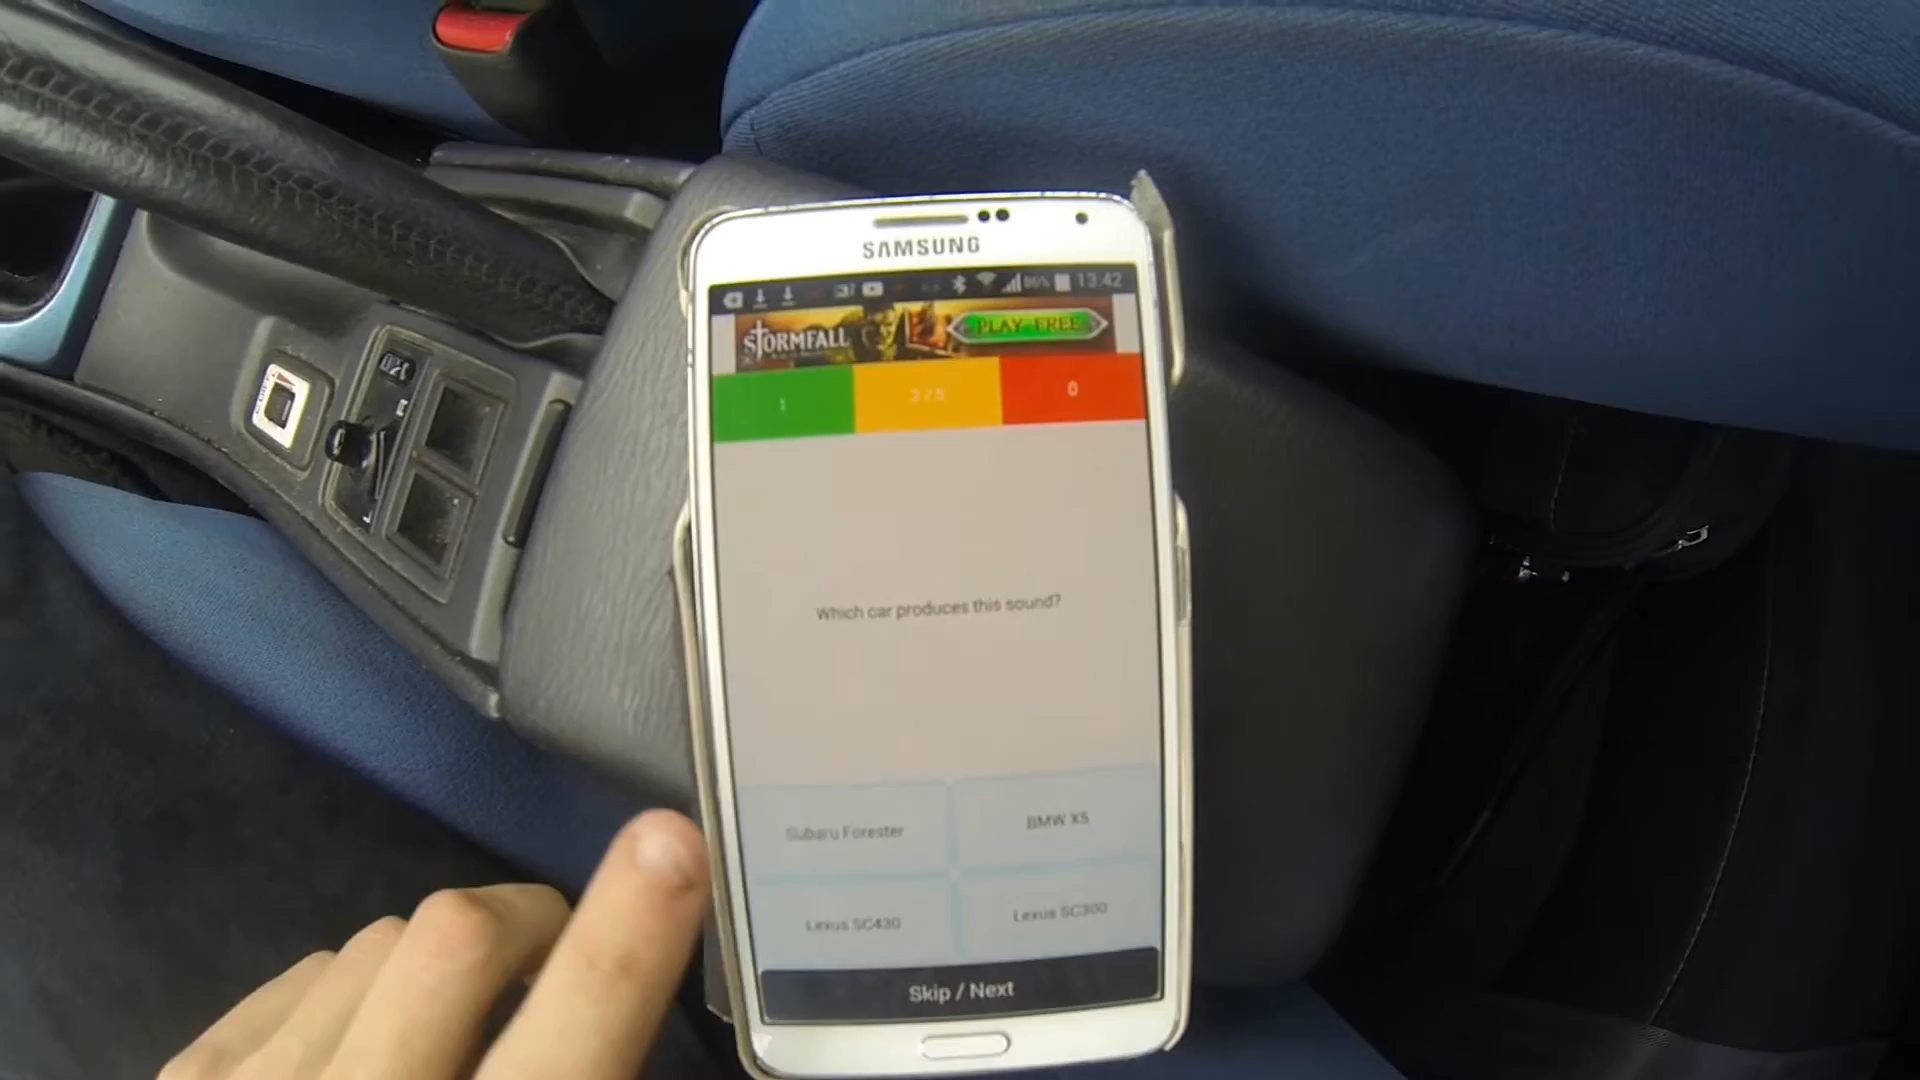 SAMSUNG
86% 13:42
STORMFALL
PLAY FREE
1
0
Which car produces this sound?
Subaru Forester
BMW X5
Lexus SC430
Lexus SC300
Skip / Next